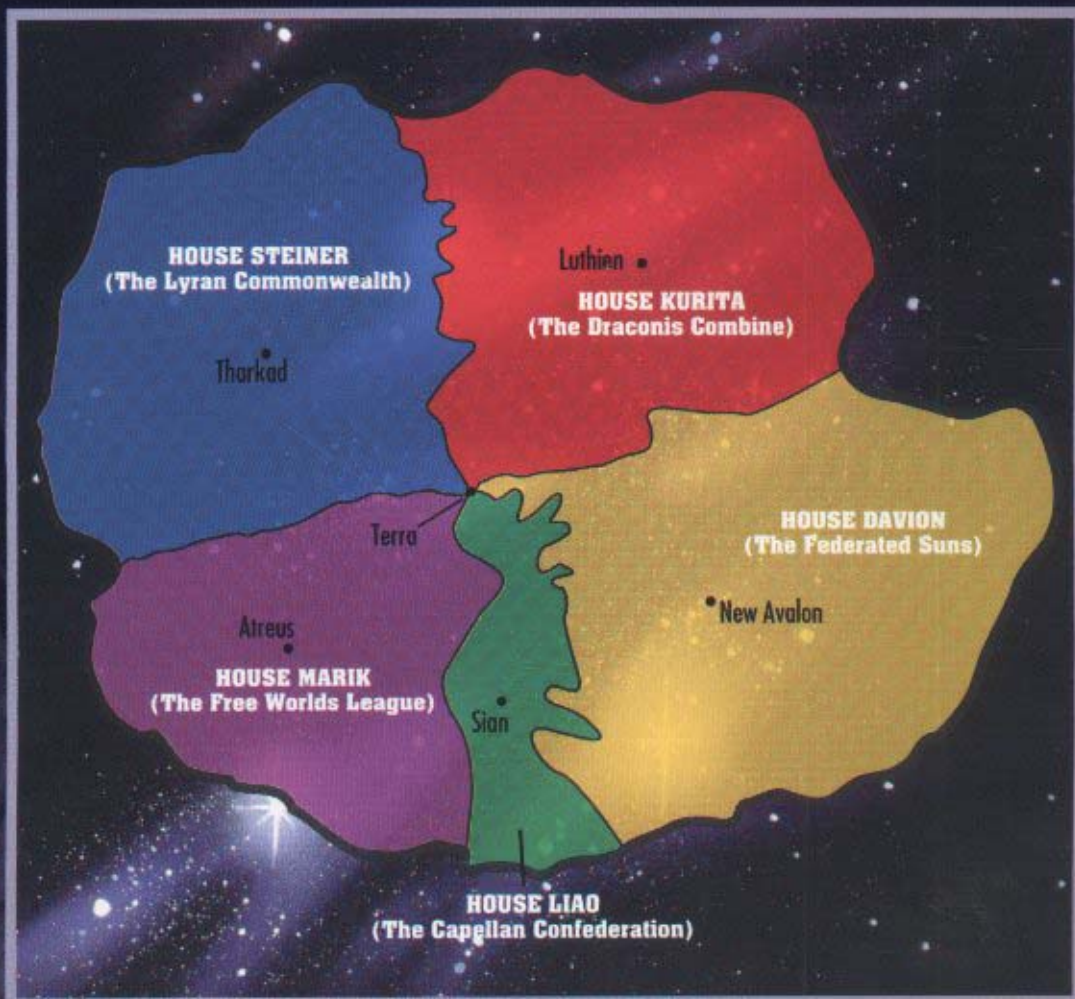 HOUSE STEINER
(The Lyran Commonwealth)
Tharkad
Luthien
HOUSE KURITA
(The Draconis Combine)
Terra
HOUSE DAVION
(The Federated Suns)
New Avalon
Atreus
HOUSE MARIK
(The Free Worlds League)
Sian
HOUSE LIAO
(The Capellan Confederation)